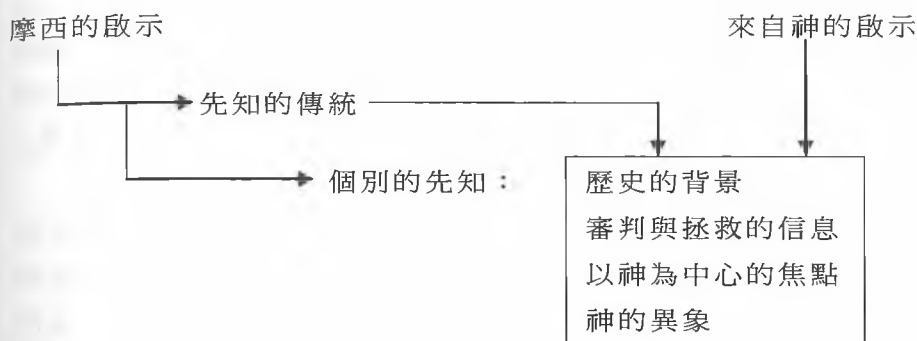 摩西的啟示
來自神的啟示
先知的傳統
個別的先知：
歷史的背景
審判與拯救的信息
以神為中心的焦點
神的異象